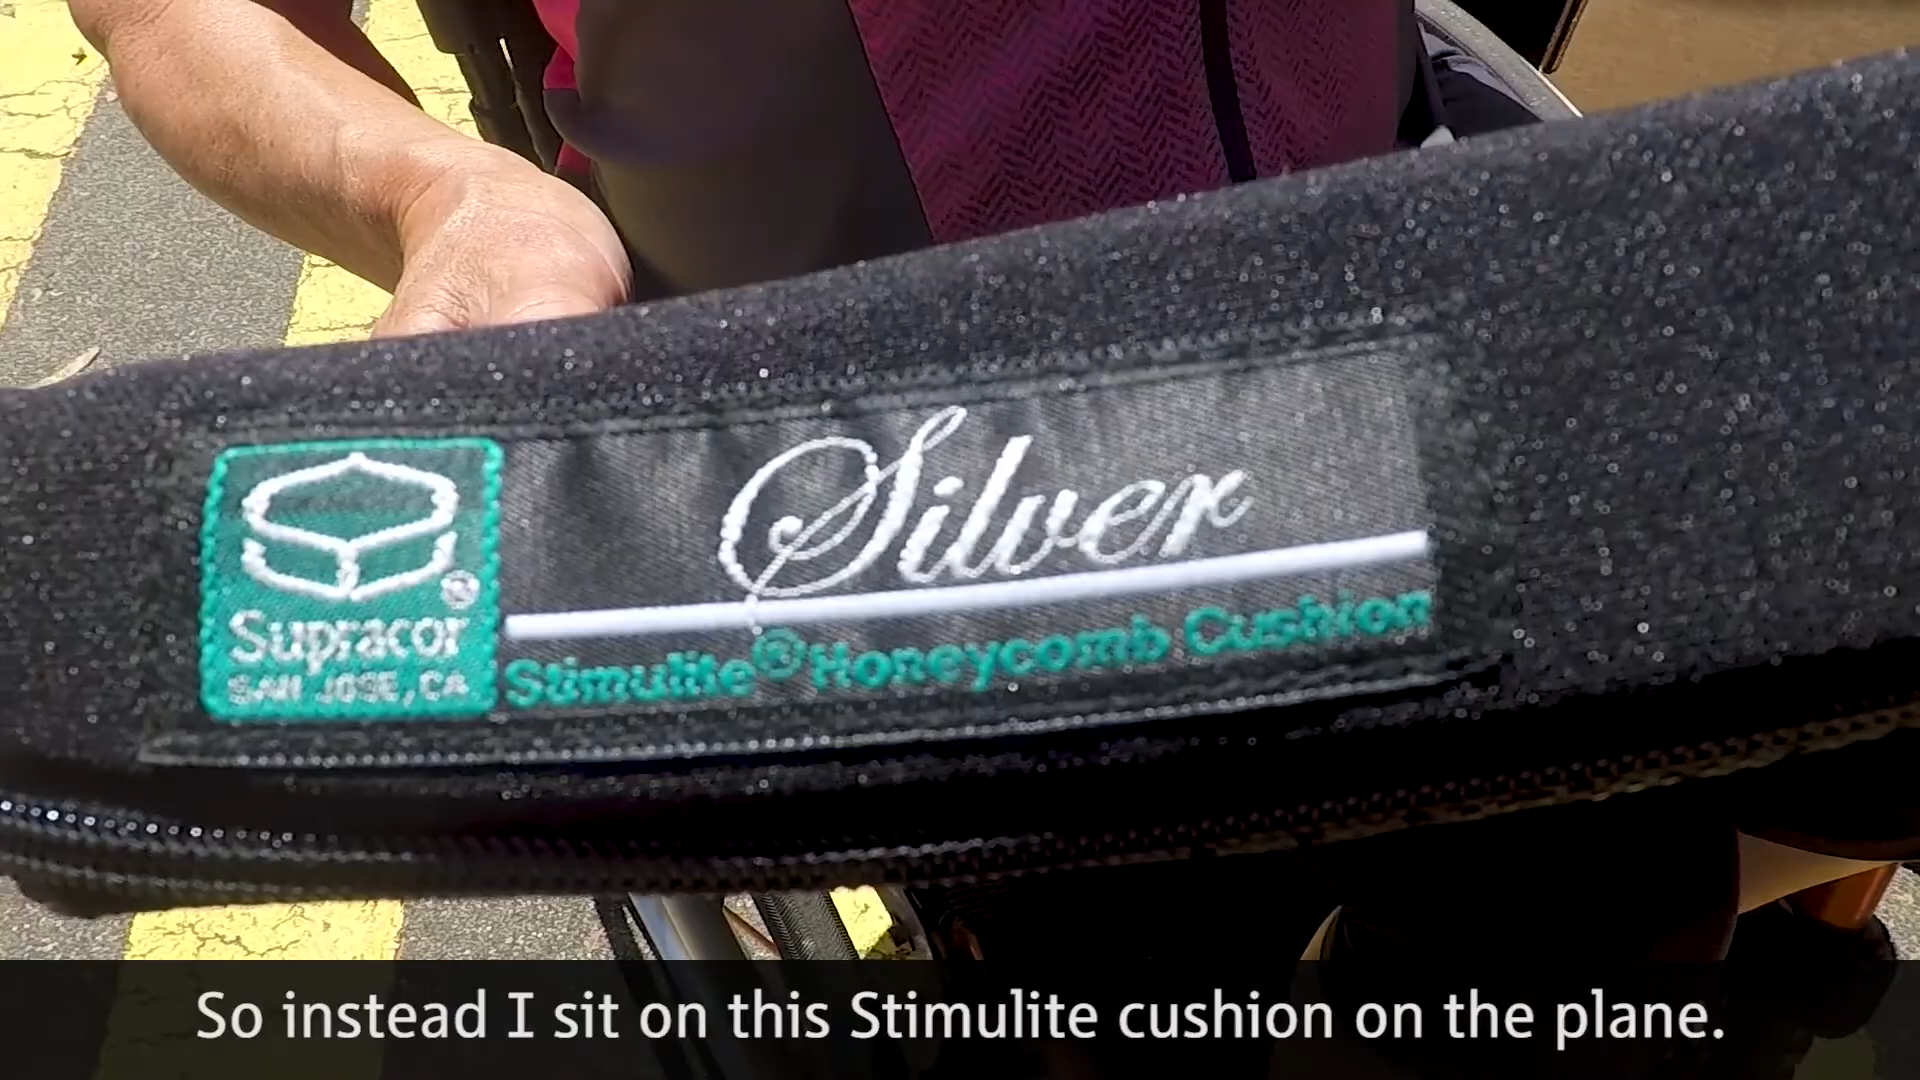 Silver
®
Supracor
SAN JOSE, CA
Stimulite® Honeycomb Cushion
So instead I sit on this Stimulite cushion on the plane.